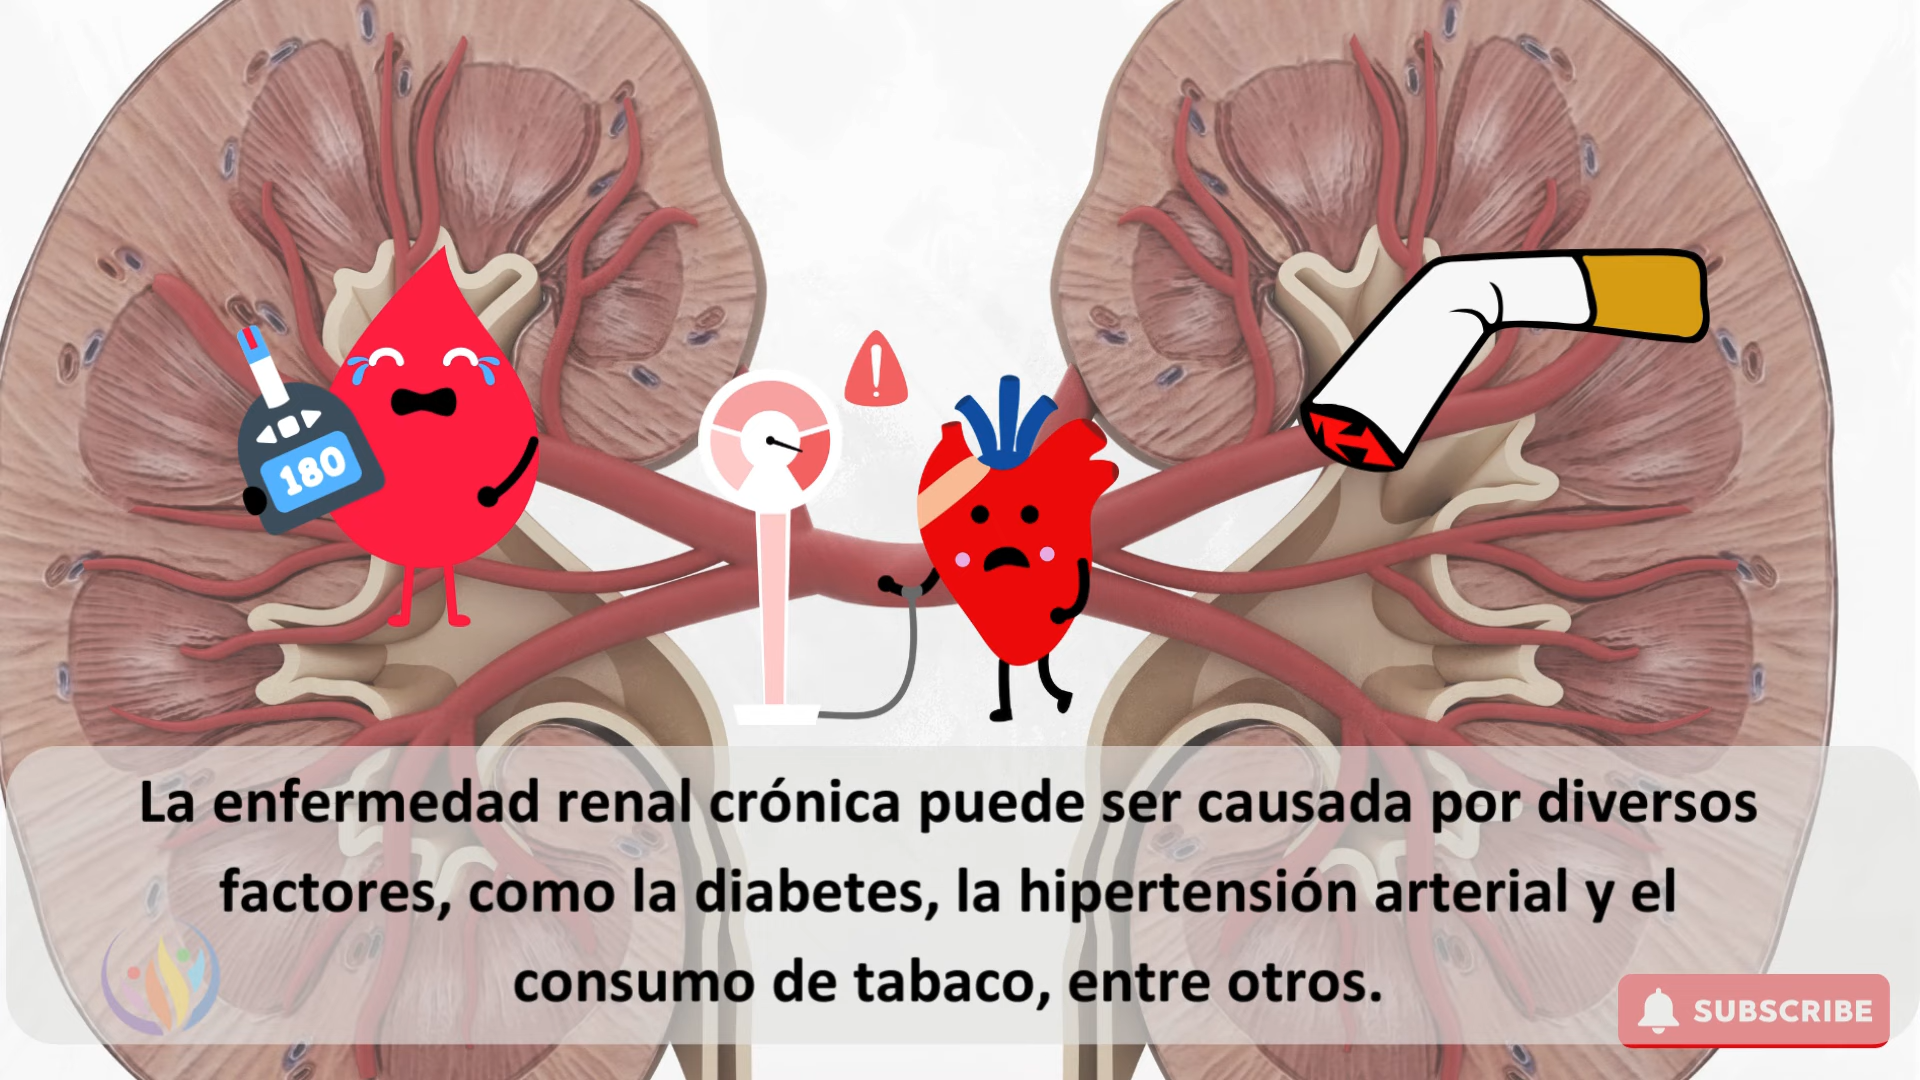 180
La enfermedad renal crónica puede ser causada por diversos
factores, como la diabetes, la hipertensión arterial y el
consumo de tabaco, entre otros.
SUBSCRIBE